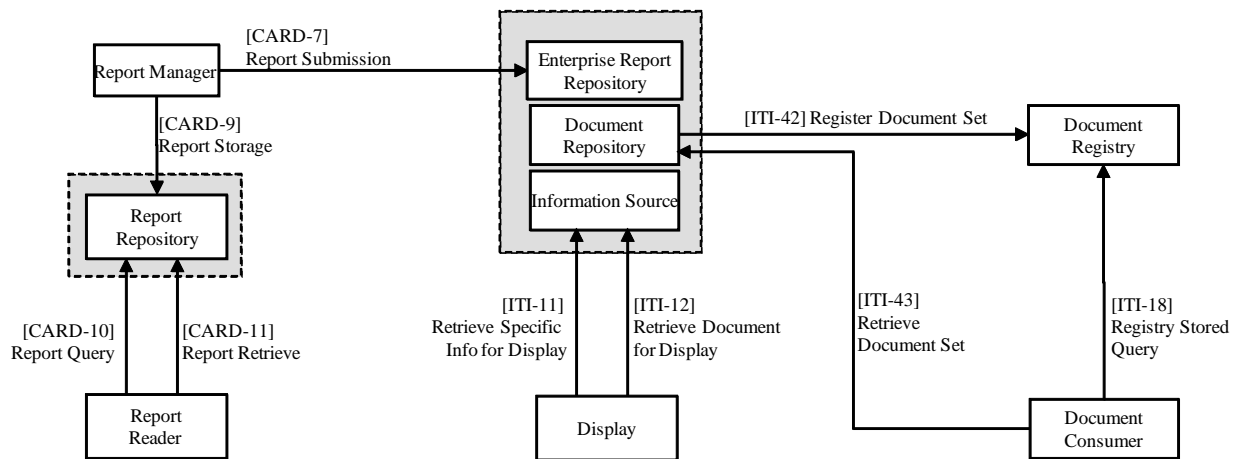 [CARD-7]
Report Submission
Report Manager
Enterprise Report
Repository
[CARD-9]
Report Storage
Document
Repository
[ITI-42] Register Document Set
Document
Registry
Information Source
Report
Repository
[CARD-10]
Report Query
[CARD-11]
Report Retrieve
[ITI-11]
Retrieve Specific
Info for Display
[ITI-12]
Retrieve Document
for Display
[ITI-43]
Retrieve
Document Set
[ITI-18]
Registry Stored
Query
Report
Reader
Display
Document
Consumer